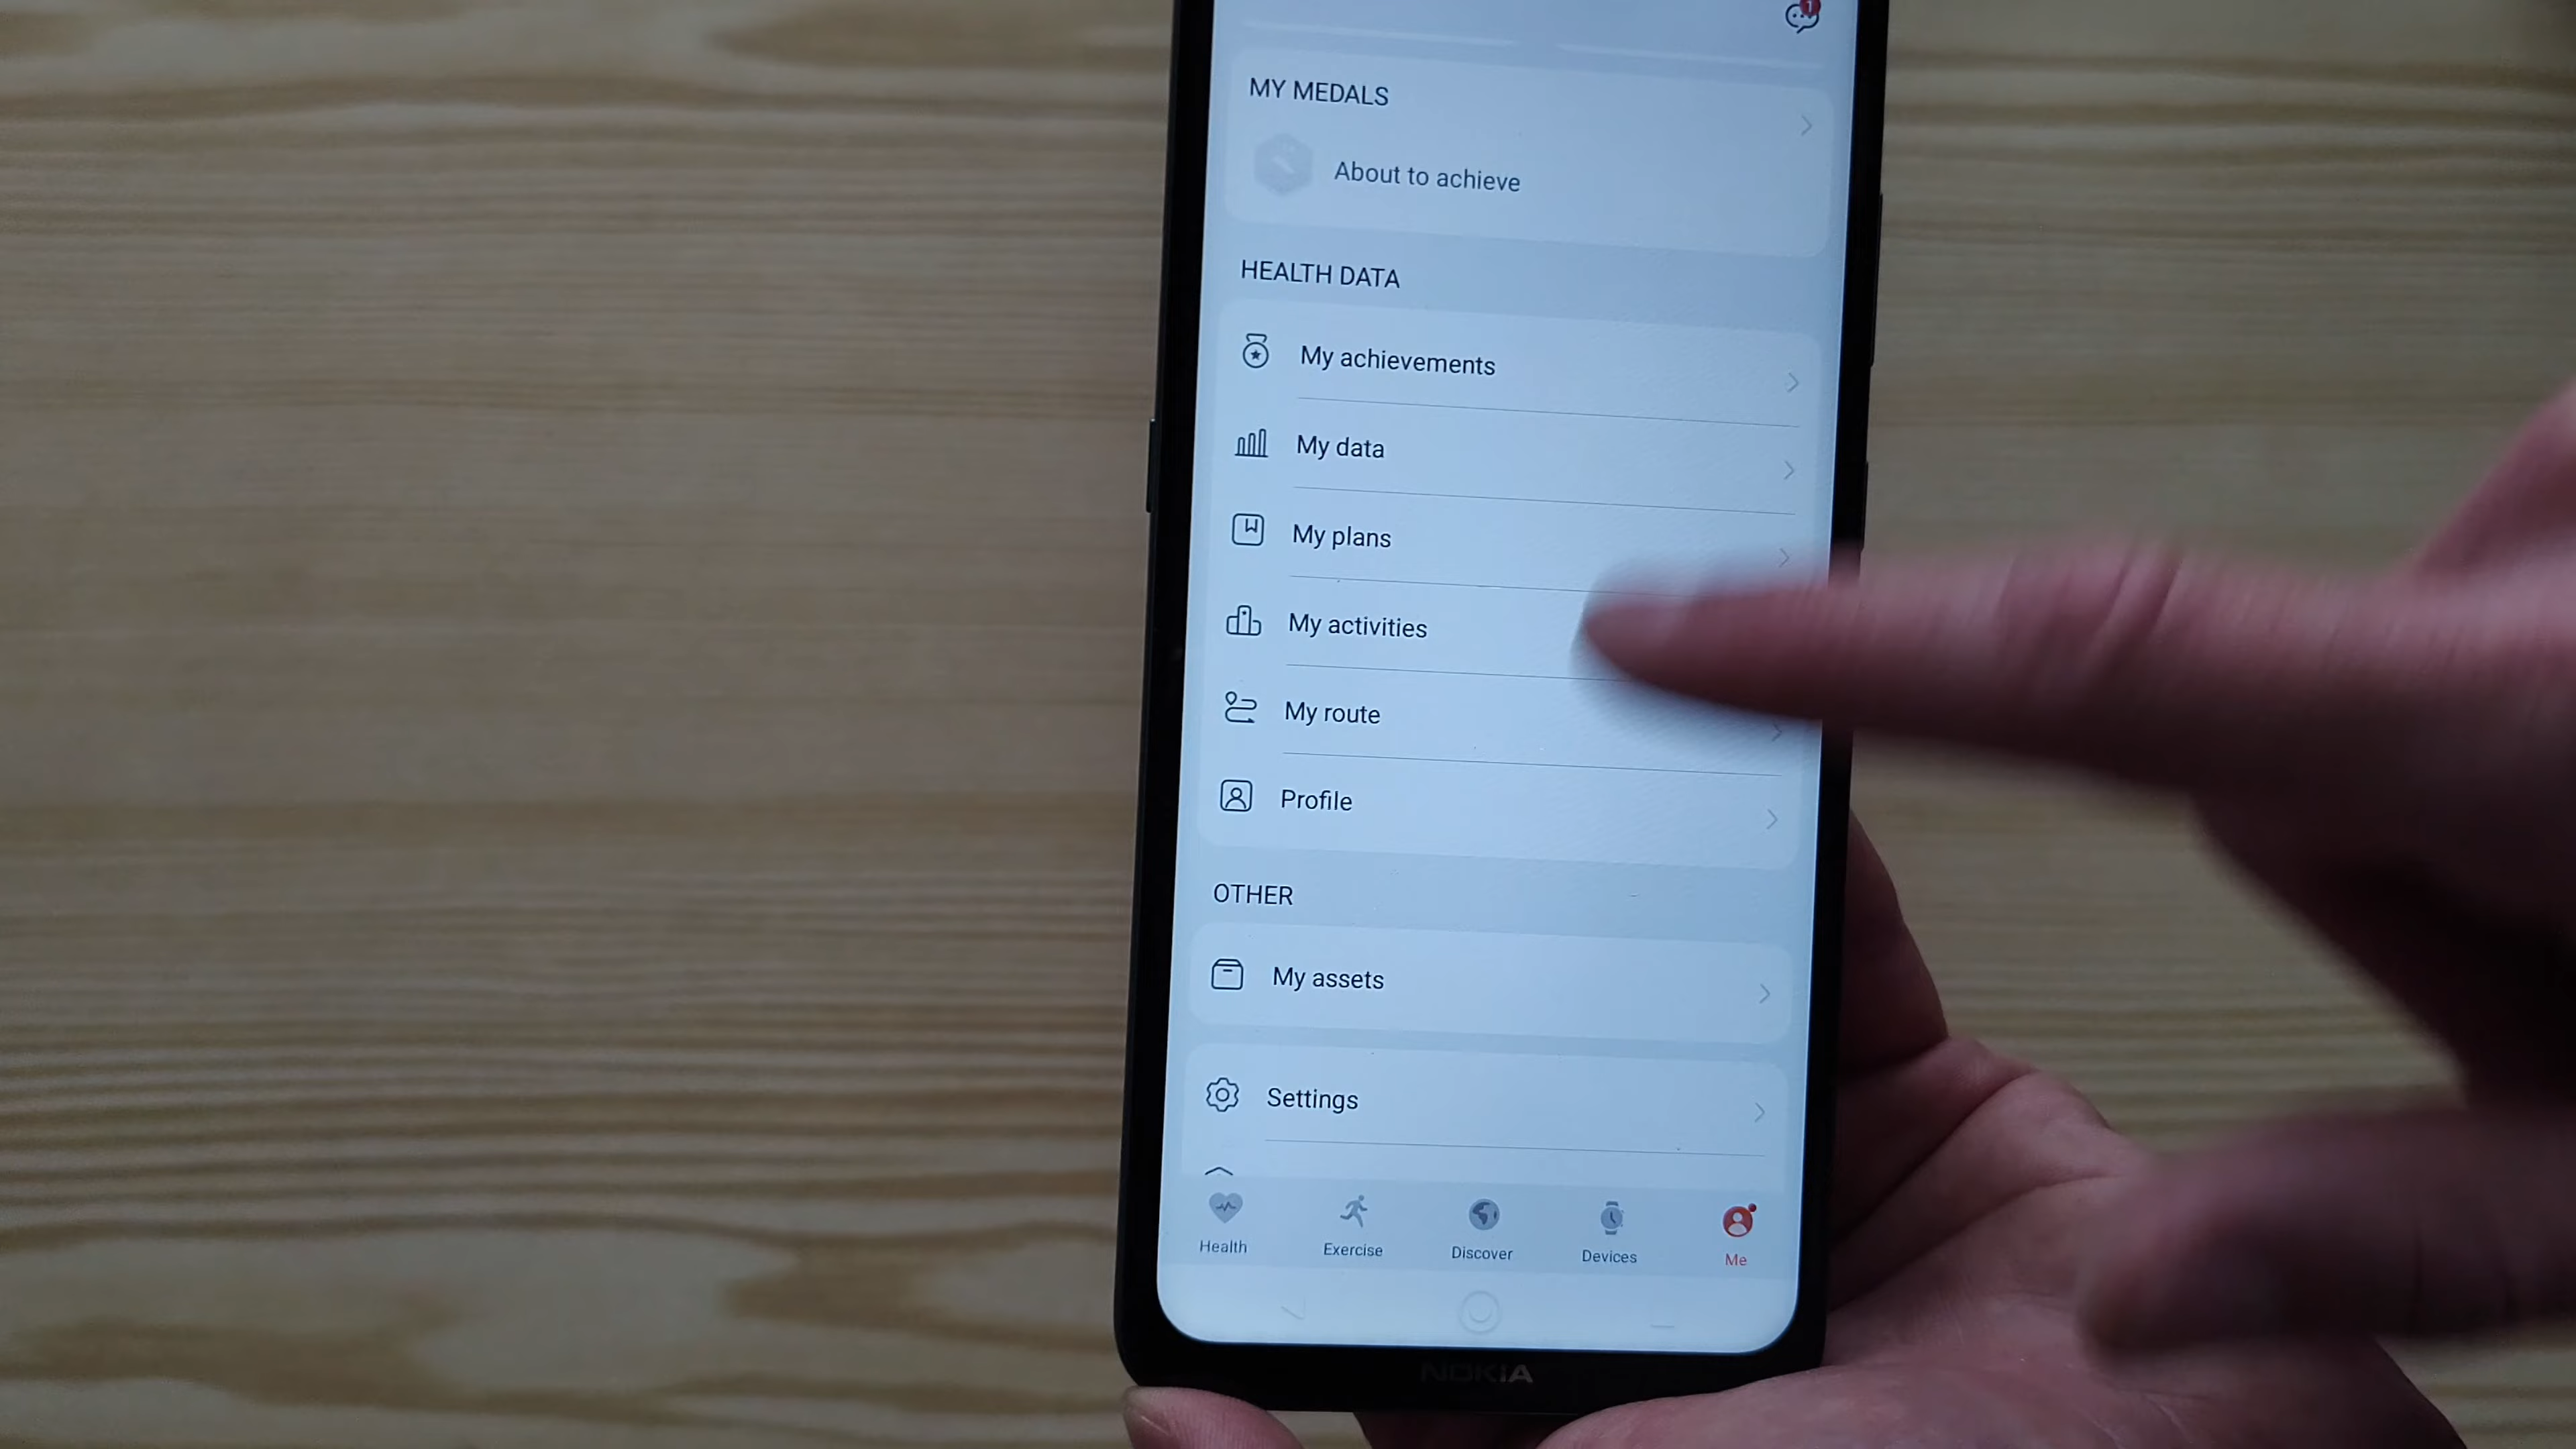 1
MY MEDALS
About to achieve
HEALTH DATA
My achievements
My data
My plans
My activities
My route
Profile
OTHER
My assets
Settings
Health
Exercise
Discover
Devices
Me
NOKIA